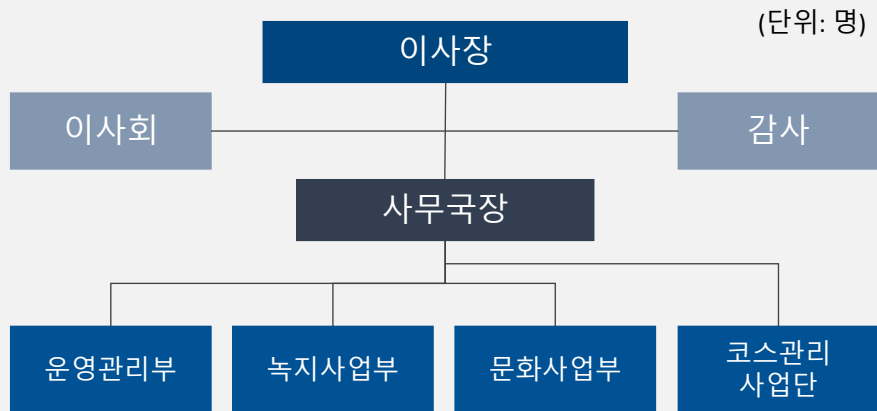 (단위: 명)
이사장
이사회
감사
사무국장
운영관리부
녹지사업부
문화사업부
코스관리
사업단